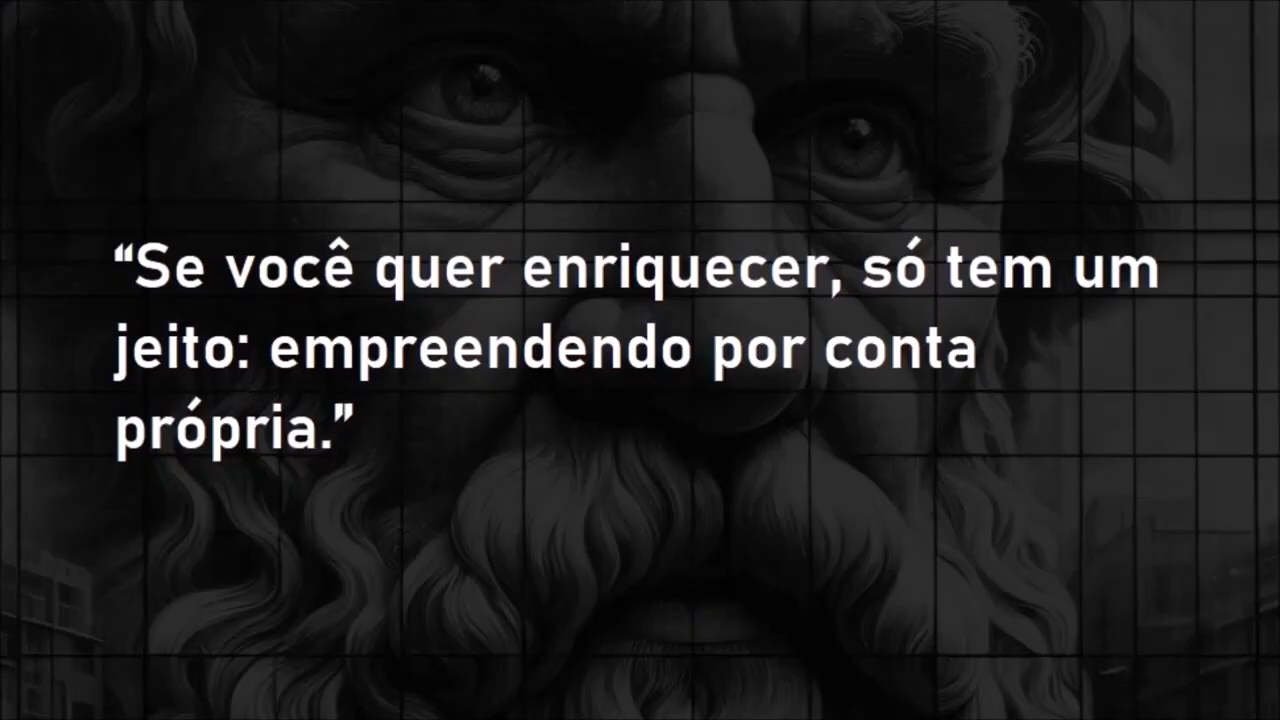 “Se você quer enriquecer, só tem um
jeito: empreendendo por conta
própria.”